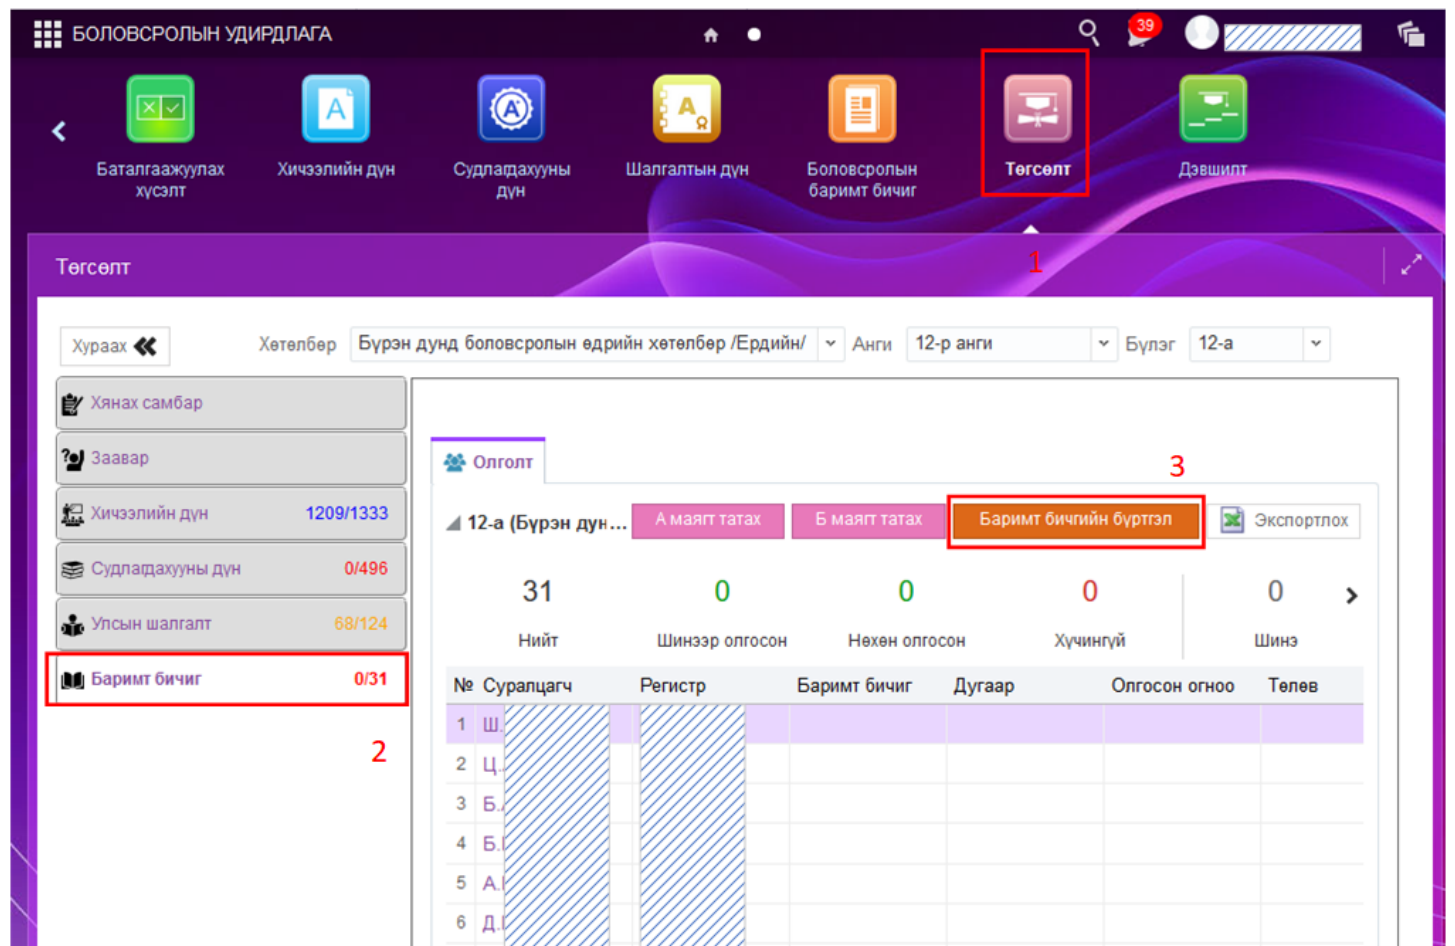 БОЛОВСРОЛЫН УДИРДЛАГА
39
Баталгаажуулах хүсэлт
Хичээлийн дүн
Судлагдахууны дүн
Шалгалтын дүн
Боловсролын баримт бичиг
Төгсөлт
Дэвшилт
1
Төгсөлт
Хураах
Хөтөлбөр Бүрэн дунд боловсролын өдрийн хөтөлбөр /Ердийн/ Анги 12-р анги Бүлэг 12-а
Хянах самбар
Заавар
Хичээлийн дүн 1209/1333
Судлагдахууны дүн 0/496
Улсын шалгалт 68/124
Баримт бичиг 0/31
2
Олголт
3
12-а (Бүрэн дун... А маягт татах Б маягт татах Баримт бичгийн бүртгэл Экспортлох
31 0 0 0 0
Нийт Шинээр олгосон Нөхөн олгосон Хүчингүй Шинэ
№ Суралцагч Регистр Баримт бичиг Дугаар Олгосон огноо Төлөв
1 Ш.
2 Ц.
3 Б.
4 Б.
5 А.
6 Д.